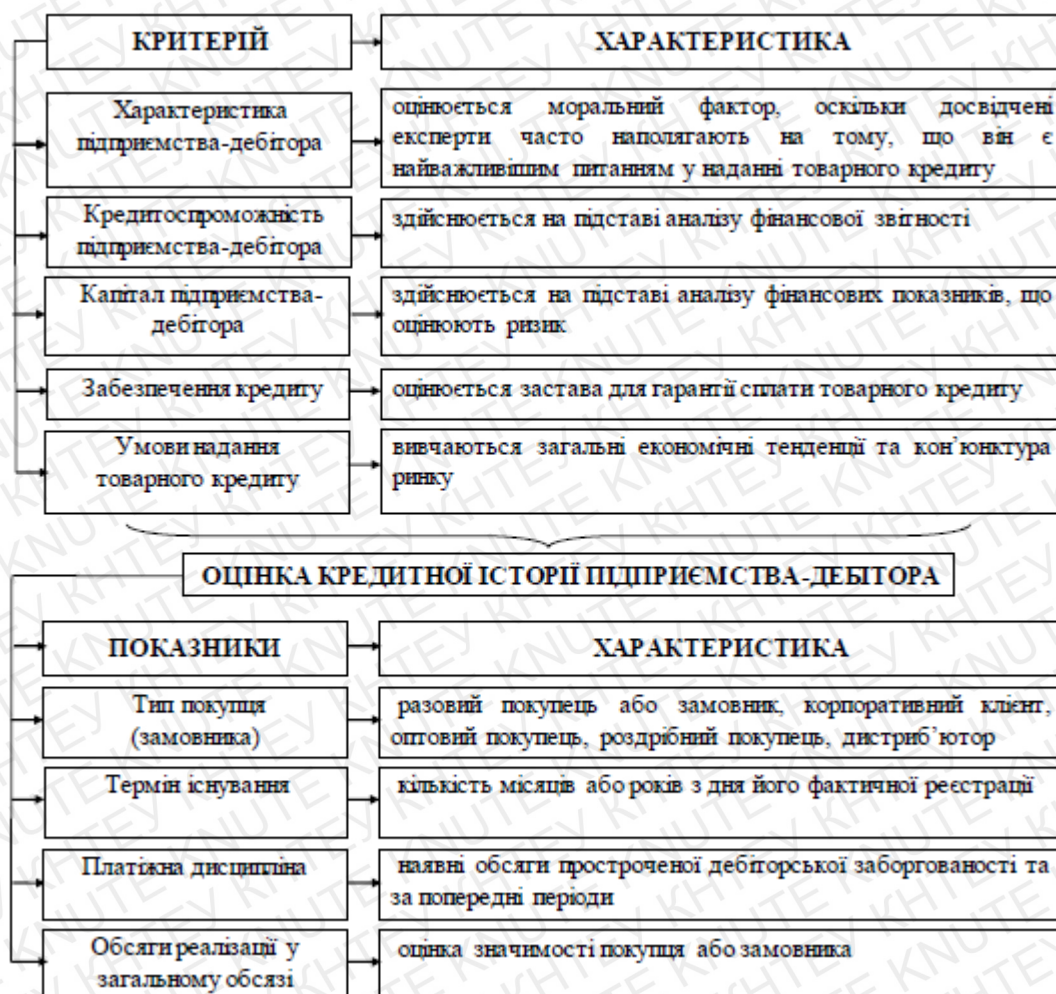 КРИТЕРІЙ
ХАРАКТЕРИСТИКА
Характеристика
підприємства-дебітора
оцінюється моральний фактор, оскільки досвідчені
експерти часто наполягають на тому, що він є
найважливішим питанням у наданні товарного кредиту
Кредитоспроможність
підприємства-дебітора
здійснюється на підставі аналізу фінансової звітності
Капітал підприємства-
дебітора
здійснюється на підставі аналізу фінансових показників, що
оцінюють ризик
Забезпечення кредиту
оцінюється застава для гарантії сплати товарного кредиту
Умови надання
товарного кредиту
вивчаються загальні економічні тенденції та кон’юнктура
ринку
ОЦІНКА КРЕДИТНОЇ ІСТОРІЇ ПІДПРИЄМСТВА-ДЕБІТОРА
ПОКАЗНИКИ
ХАРАКТЕРИСТИКА
Тип покупця
(замовника)
разовий покупець або замовник, корпоративний клієнт,
оптовий покупець, роздрібний покупець, дистриб’ютор
Термін існування
кількість місяців або років з дня його фактичної реєстрації
Платіжна дисципліна
наявні обсяги простроченої дебіторської заборгованості та
за попередні періоди
Обсяги реалізації у
загальному обсязі
оцінка значимості покупця або замовника